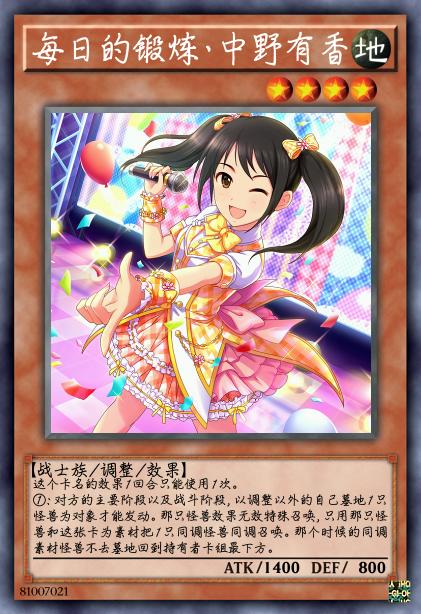 每日的锻炼·中野有香
地
【战士族/调整/效果】
这个卡名的效果1回合只能使用1次。
①:对方的主要阶段以及战斗阶段,以调整以外的自己墓地1只
怪兽为对象才能发动。那只怪兽效果无效特殊召唤,只用那只怪
兽和这张卡为素材把1只同调怪兽同调召唤。那个时候的同调
素材怪兽不去墓地回到持有者卡组最下方。
ATK/1400 DEF/ 800
81007021